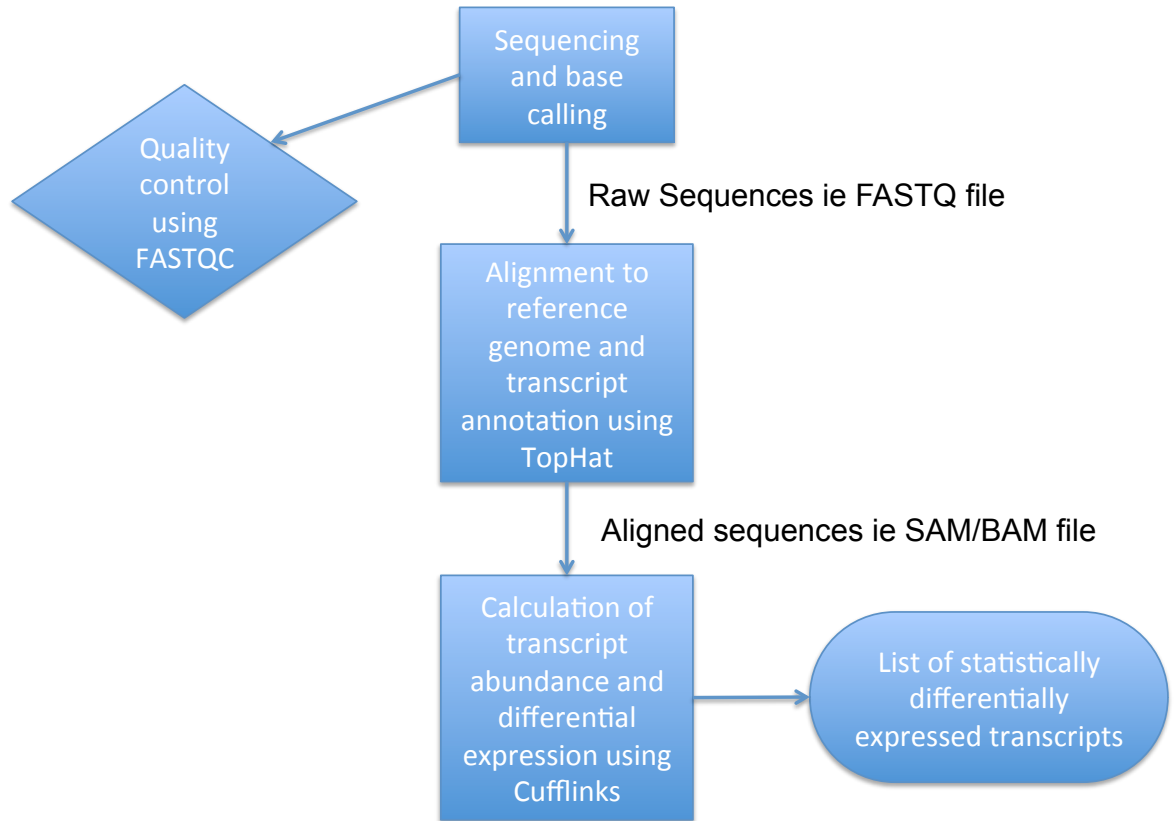 Sequencing
and base
calling
Quality
control
using
FASTQC
Raw Sequences ie FASTQ file
Alignment to
reference
genome and
transcript
annotation using
TopHat
Aligned sequences ie SAM/BAM file
Calculation of
transcript
abundance and
differential
expression using
Cufflinks
List of statistically
differentially
expressed transcripts